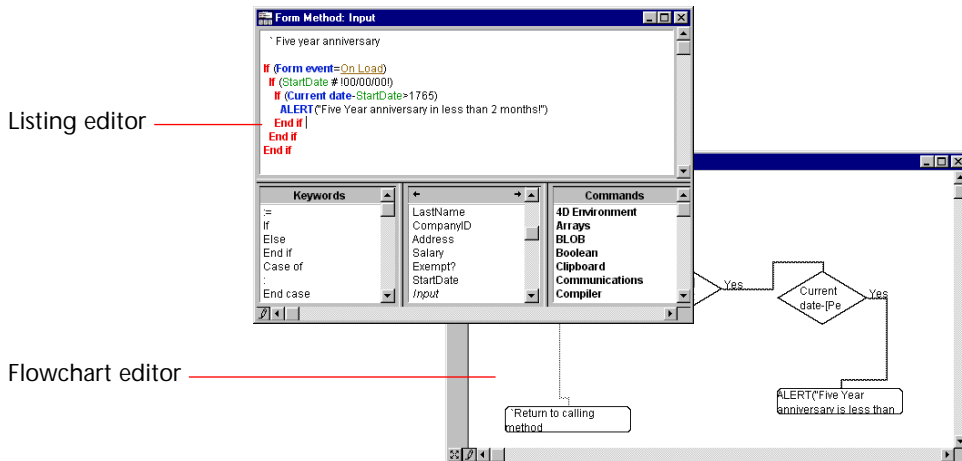 Form Method: Input
` Five year anniversary
If (Form event=On Load)
If (StartDate # !00/00/00!)
If (Current date-StartDate>1765)
ALERT("Five Year anniversary in less than 2 months!")
End if
End if
End if
Listing editor
Keywords
:=
If
Else
End if
Case of
:
End case
LastName
CompanyID
Address
Salary
Exempt?
StartDate
Input
Commands
4D Environment
Arrays
BLOB
Boolean
Clipboard
Communications
Compiler
Yes
Current
date-[Pe
Yes
Flowchart editor
`Return to calling
method
ALERT("Five Year
anniversary is less than